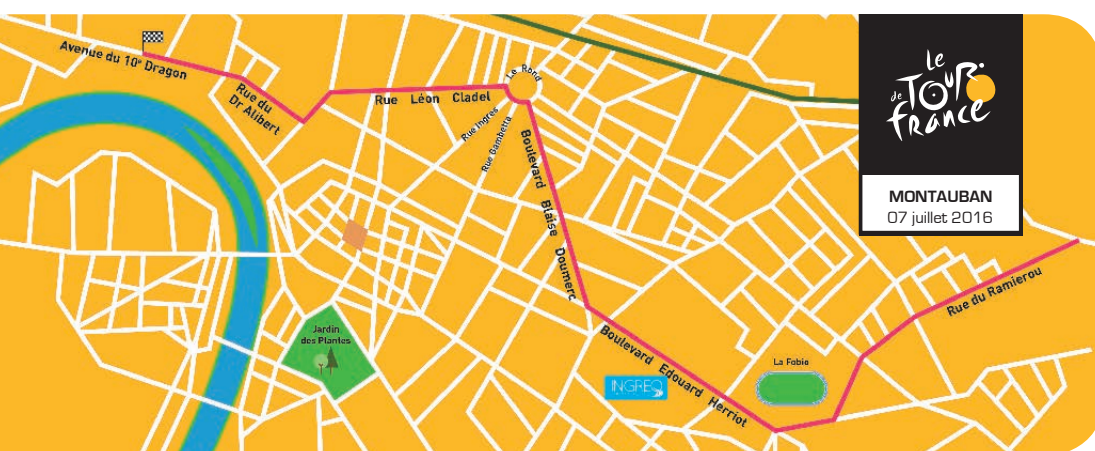 Avenue du 10e Dragon
Rue du
Dr Alibert
Rue Léon Cladel
Le Rond
Rue Ingres
Rue Gambetta
Boulevard Blaise Doumerc
Boulevard Edouard Herriot
Rue du Ramierou
Jardin
des Plantes
La Fobio
INGREO
le
de TOUR
france
MONTAUBAN
07 juillet 2016